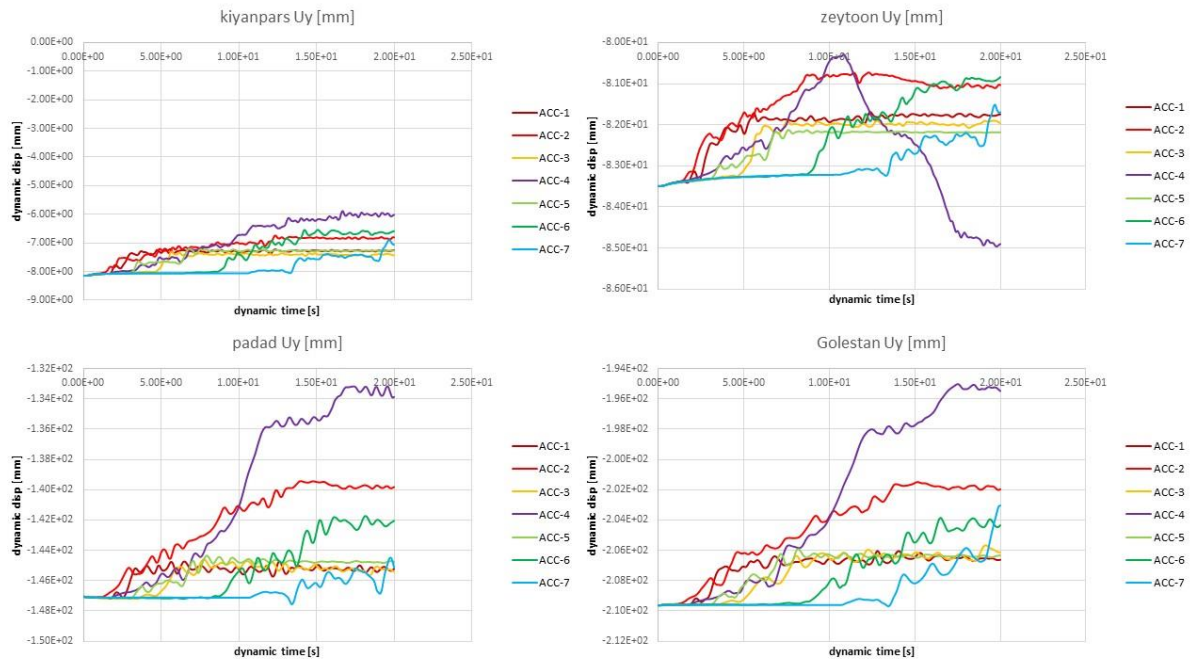 kiyanpars Uy [mm]
0.00E+00
0.00E+00 5.00E+00 1.00E+01 1.50E+01 2.00E+01 2.50E+01
-1.00E+00
-2.00E+00
-3.00E+00
-4.00E+00
-5.00E+00
-6.00E+00
-7.00E+00
-8.00E+00
-9.00E+00
dynamic disp [mm]
dynamic time [s]
ACC-1
ACC-2
ACC-3
ACC-4
ACC-5
ACC-6
ACC-7
zeytoon Uy [mm]
-8.00E+01
0.00E+00 5.00E+00 1.00E+01 1.50E+01 2.00E+01 2.50E+01
-8.10E+01
-8.20E+01
-8.30E+01
-8.40E+01
-8.50E+01
-8.60E+01
dynamic disp [mm]
dynamic time [s]
ACC-1
ACC-2
ACC-3
ACC-4
ACC-5
ACC-6
ACC-7
padad Uy [mm]
-1.32E+02
0.00E+00 5.00E+00 1.00E+01 1.50E+01 2.00E+01 2.50E+01
-1.34E+02
-1.36E+02
-1.38E+02
-1.40E+02
-1.42E+02
-1.44E+02
-1.46E+02
-1.48E+02
-1.50E+02
dynamic disp [mm]
dynamic time [s]
ACC-1
ACC-2
ACC-3
ACC-4
ACC-5
ACC-6
ACC-7
Golestan Uy [mm]
-1.94E+02
0.00E+00 5.00E+00 1.00E+01 1.50E+01 2.00E+01 2.50E+01
-1.96E+02
-1.98E+02
-2.00E+02
-2.02E+02
-2.04E+02
-2.06E+02
-2.08E+02
-2.10E+02
-2.12E+02
dynamic disp [mm]
dynamic time [s]
ACC-1
ACC-2
ACC-3
ACC-4
ACC-5
ACC-6
ACC-7